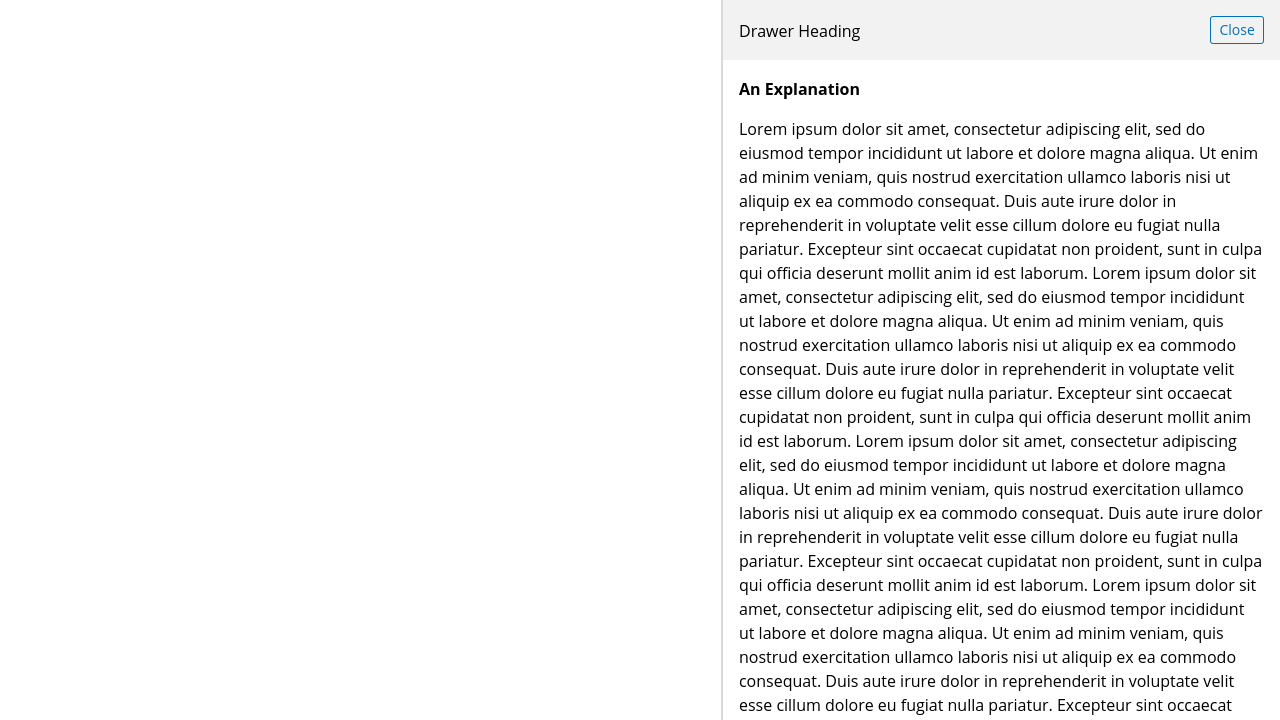 Drawer Heading
Close
An Explanation
Lorem ipsum dolor sit amet, consectetur adipiscing elit, sed do
eiusmod tempor incididunt ut labore et dolore magna aliqua. Ut enim
ad minim veniam, quis nostrud exercitation ullamco laboris nisi ut
aliquip ex ea commodo consequat. Duis aute irure dolor in
reprehenderit in voluptate velit esse cillum dolore eu fugiat nulla
pariatur. Excepteur sint occaecat cupidatat non proident, sunt in culpa
qui officia deserunt mollit anim id est laborum. Lorem ipsum dolor sit
amet, consectetur adipiscing elit, sed do eiusmod tempor incididunt
ut labore et dolore magna aliqua. Ut enim ad minim veniam, quis
nostrud exercitation ullamco laboris nisi ut aliquip ex ea commodo
consequat. Duis aute irure dolor in reprehenderit in voluptate velit
esse cillum dolore eu fugiat nulla pariatur. Excepteur sint occaecat
cupidatat non proident, sunt in culpa qui officia deserunt mollit anim
id est laborum. Lorem ipsum dolor sit amet, consectetur adipiscing
elit, sed do eiusmod tempor incididunt ut labore et dolore magna
aliqua. Ut enim ad minim veniam, quis nostrud exercitation ullamco
laboris nisi ut aliquip ex ea commodo consequat. Duis aute irure dolor
in reprehenderit in voluptate velit esse cillum dolore eu fugiat nulla
pariatur. Excepteur sint occaecat cupidatat non proident, sunt in culpa
qui officia deserunt mollit anim id est laborum. Lorem ipsum dolor sit
amet, consectetur adipiscing elit, sed do eiusmod tempor incididunt
ut labore et dolore magna aliqua. Ut enim ad minim veniam, quis
nostrud exercitation ullamco laboris nisi ut aliquip ex ea commodo
consequat. Duis aute irure dolor in reprehenderit in voluptate velit
esse cillum dolore eu fugiat nulla pariatur. Excepteur sint occaecat